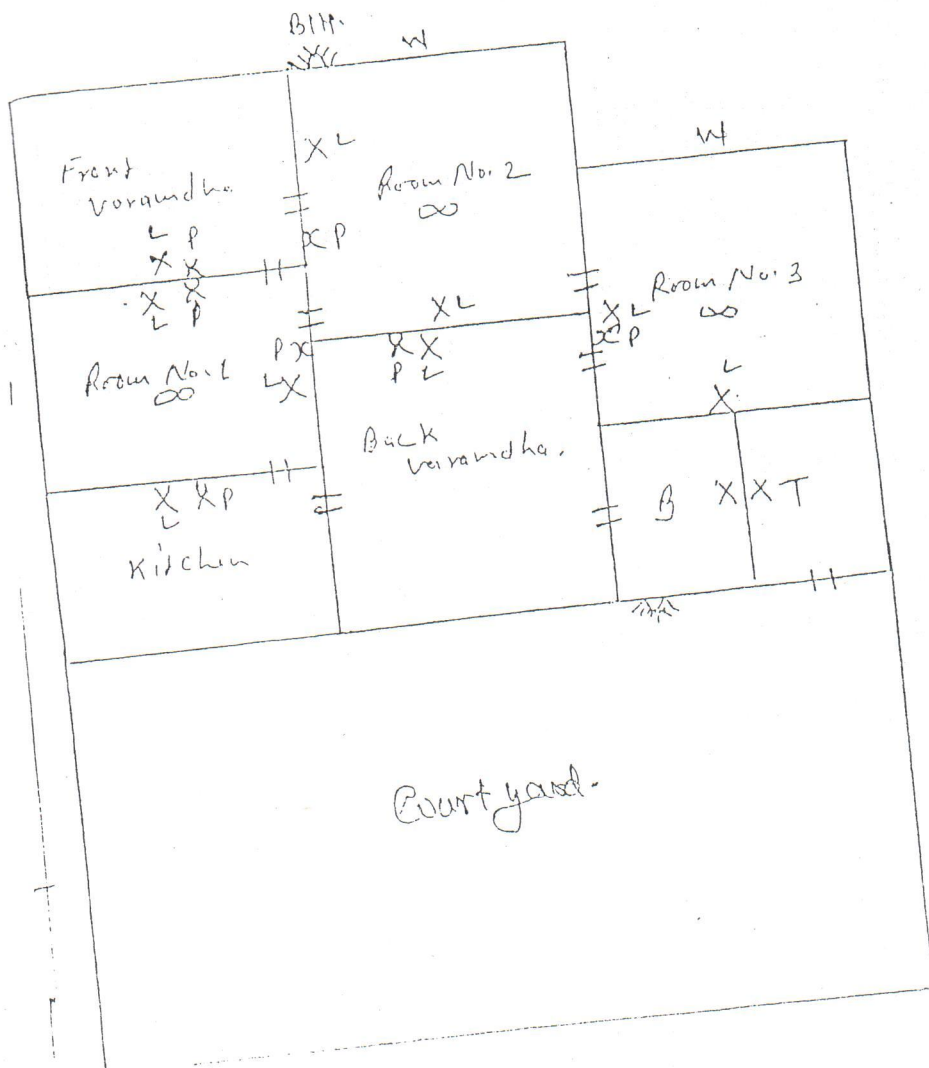 BIH.
W
W
Front
Varandha
L P
X X
X L
Room No. 2
X P
X X
L P
X L
Room No. 3
X L
X P
P X
L X
Room No. 1
X X
P L
L
X
Back
varandha.
X X P
L
Kitchen
B X X T
Court yard.